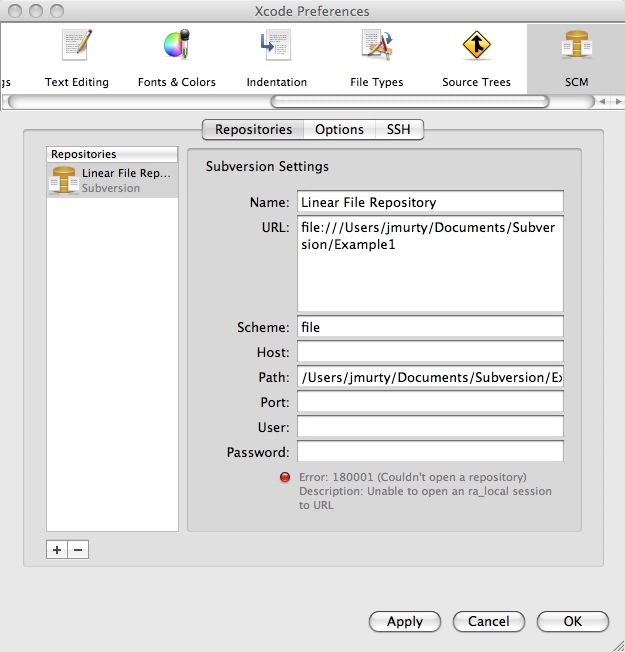 Xcode Preferences
gs
Text Editing
Fonts & Colors
Indentation
File Types
Source Trees
SCM
Repositories
Options
SSH
Repositories
Linear File Rep...
Subversion
Subversion Settings
Name: Linear File Repository
URL: file:///Users/jmurty/Documents/Subver
sion/Example1
Scheme: file
Host:
Path: /Users/jmurty/Documents/Subversion/Ex
Port:
User:
Password:
Error: 180001 (Couldn't open a repository)
Description: Unable to open an ra_local session
to URL
+ −
Apply
Cancel
OK